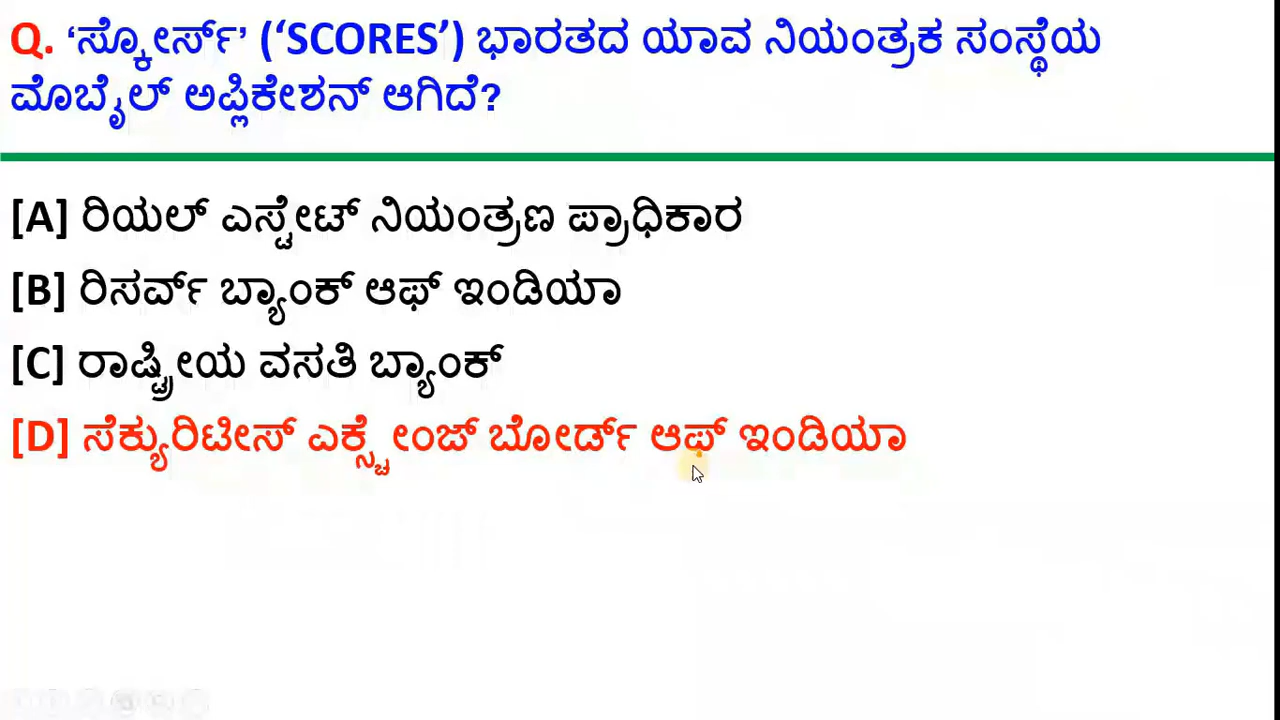 Q. ‘ಸ್ಕೋರ್ಸ್’ (‘SCORES’) ಭಾರತದ ಯಾವ ನಿಯಂತ್ರಕ ಸಂಸ್ಥೆಯ
ಮೊಬೈಲ್ ಅಪ್ಲಿಕೇಶನ್ ಆಗಿದೆ?
[A] ರಿಯಲ್ ಎಸ್ಟೇಟ್ ನಿಯಂತ್ರಣ ಪ್ರಾಧಿಕಾರ
[B] ರಿಸರ್ವ್ ಬ್ಯಾಂಕ್ ಆಫ್ ಇಂಡಿಯಾ
[C] ರಾಷ್ಟ್ರೀಯ ವಸತಿ ಬ್ಯಾಂಕ್
[D] ಸೆಕ್ಯುರಿಟೀಸ್ ಎಕ್ಸ್ಚೇಂಜ್ ಬೋರ್ಡ್ ಆಫ್ ಇಂಡಿಯಾ